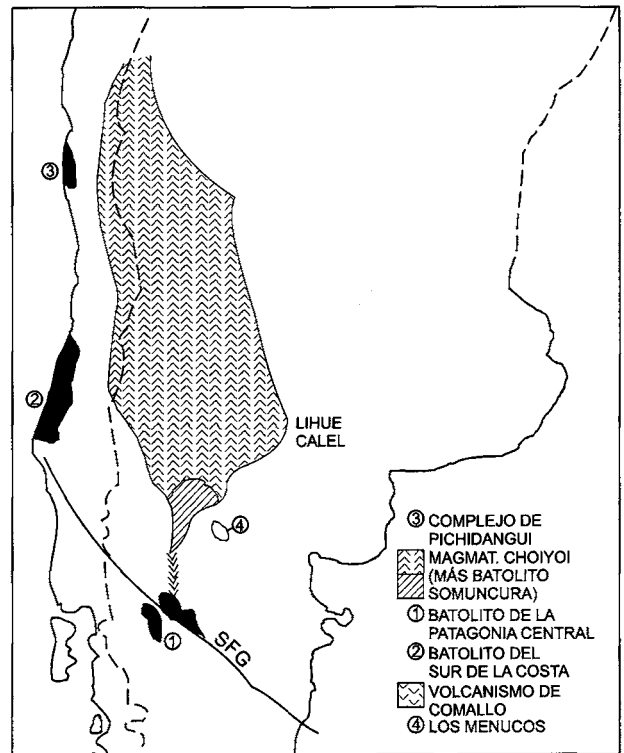 ③
②
LIHUE
CALEL
④
①
SFG
③ COMPLEJO DE
PICHIDANGUI
MAGMAT. CHOIYOI
(MÁS BATOLITO
SOMUNCURA)
① BATOLITO DE LA
PATAGONIA CENTRAL
② BATOLITO DEL
SUR DE LA COSTA
VOLCANISMO DE
COMALLO
④ LOS MENUCOS